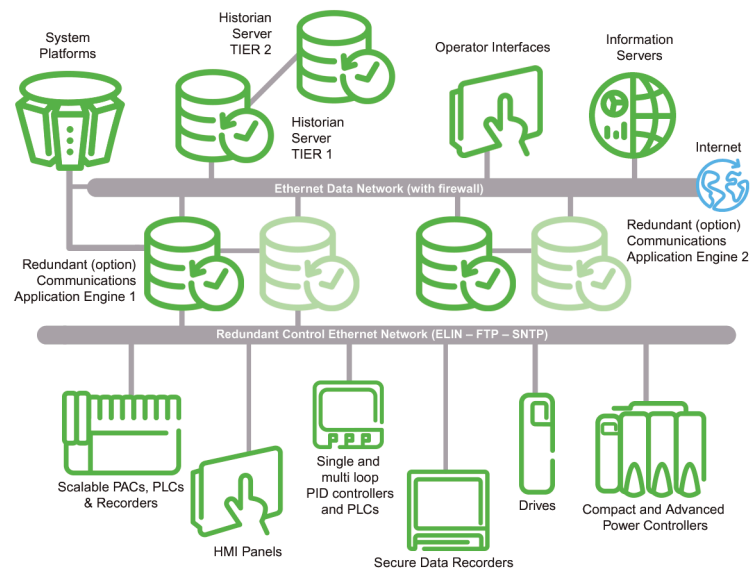 System
Platforms
Historian
Server
TIER 2
Historian
Server
TIER 1
Operator Interfaces
Information
Servers
Internet
Ethernet Data Network (with firewall)
Redundant (option)
Communications
Application Engine 1
Redundant (option)
Communications
Application Engine 2
Redundant Control Ethernet Network (ELIN – FTP – SNTP)
Scalable PACs, PLCs
& Recorders
HMI Panels
Single and
multi loop
PID controllers
and PLCs
Secure Data Recorders
Drives
Compact and Advanced
Power Controllers